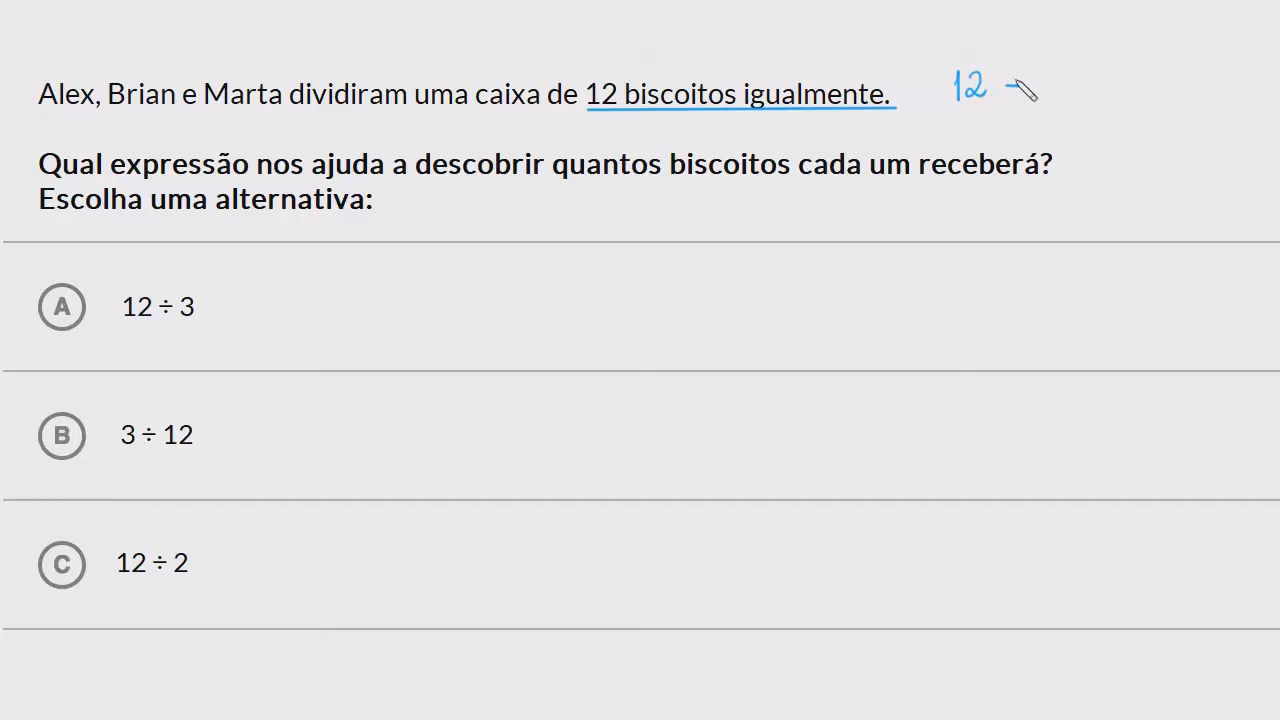 Alex, Brian e Marta dividiram uma caixa de 12 biscoitos igualmente. 12 -
Qual expressão nos ajuda a descobrir quantos biscoitos cada um receberá?
Escolha uma alternativa:
A 12 ÷ 3
B 3 ÷ 12
C 12 ÷ 2